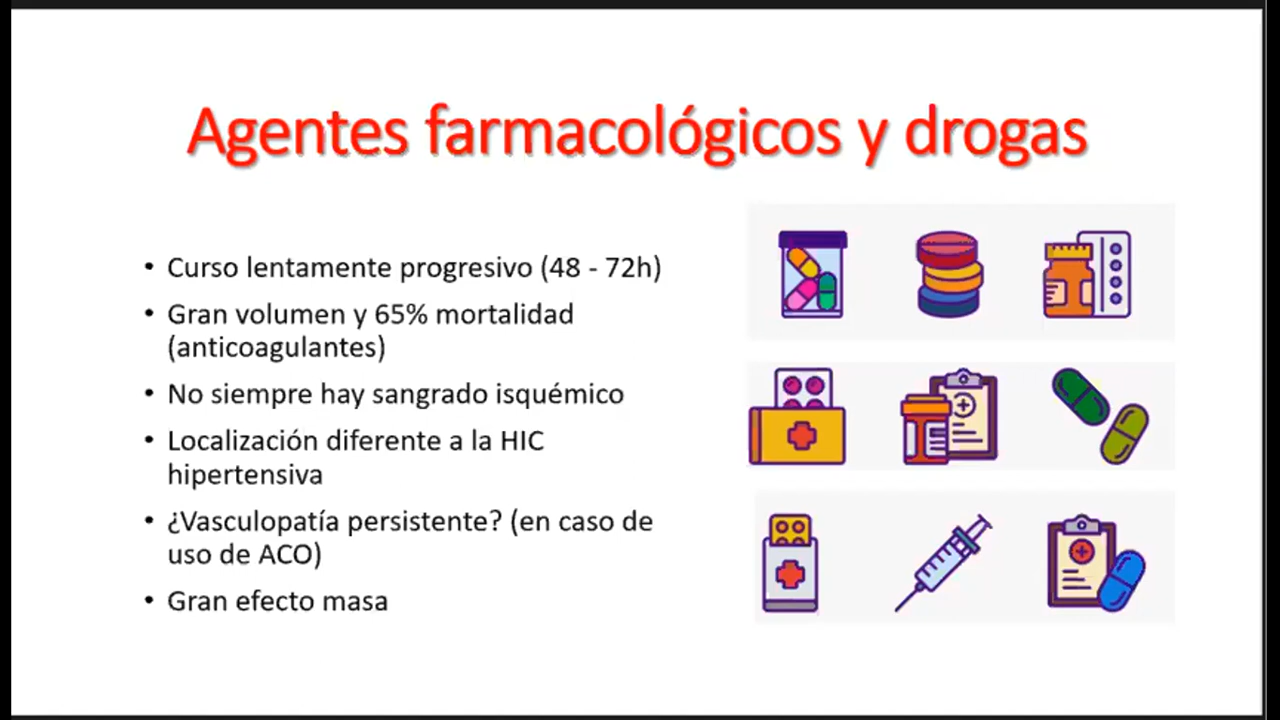 Agentes farmacológicos y drogas
• Curso lentamente progresivo (48 - 72h)
• Gran volumen y 65% mortalidad
(anticoagulantes)
• No siempre hay sangrado isquémico
• Localización diferente a la HIC
hipertensiva
• ¿Vasculopatía persistente? (en caso de
uso de ACO)
• Gran efecto masa